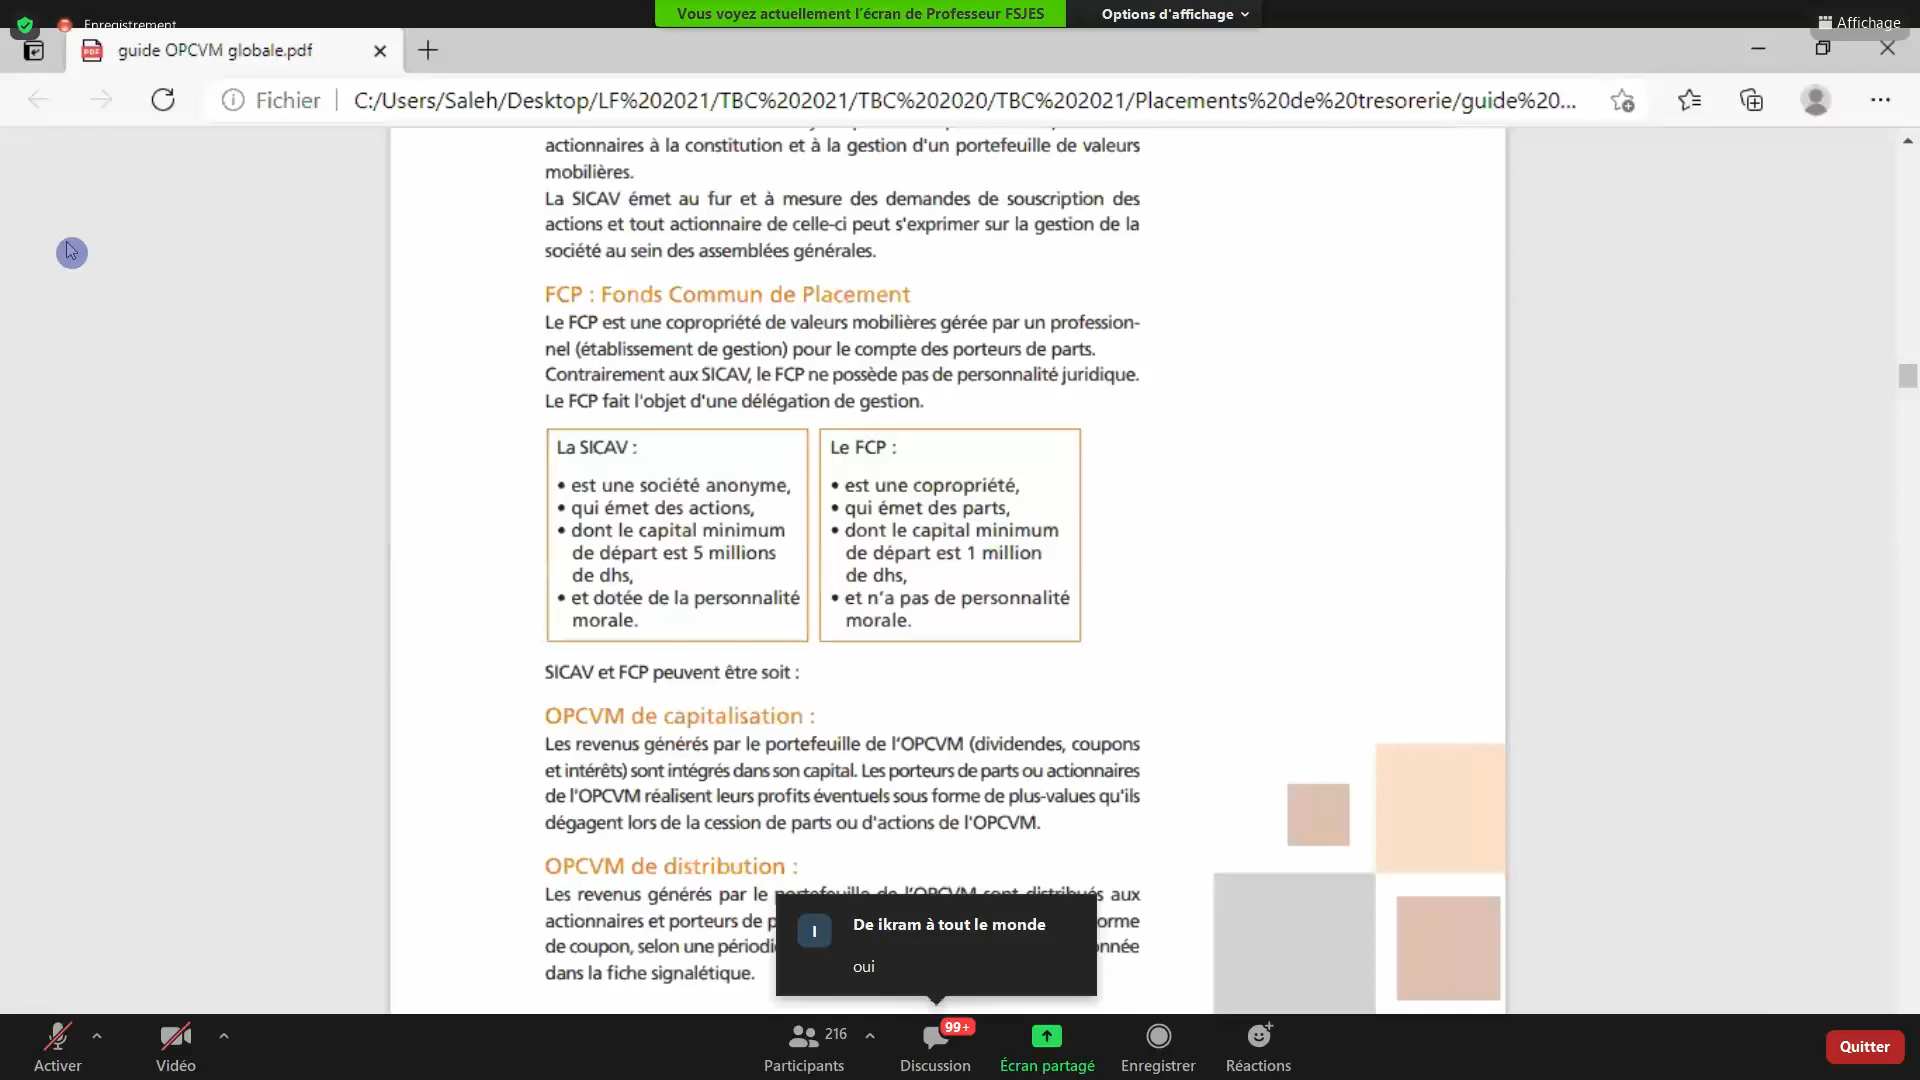 Enregistrement
Vous voyez actuellement l'écran de Professeur FSJES
Options d'affichage
Affichage
guide OPCVM globale.pdf
Fichier
C:/Users/Saleh/Desktop/LF%202021/TBC%202021/TBC%202020/TBC%202021/Placements%20de%20tresorerie/guide%20...
actionnaires à la constitution et à la gestion d'un portefeuille de valeurs
mobilières.
La SICAV émet au fur et à mesure des demandes de souscription des
actions et tout actionnaire de celle-ci peut s'exprimer sur la gestion de la
société au sein des assemblées générales.
FCP : Fonds Commun de Placement
Le FCP est une copropriété de valeurs mobilières gérée par un profession-
nel (établissement de gestion) pour le compte des porteurs de parts.
Contrairement aux SICAV, le FCP ne possède pas de personnalité juridique.
Le FCP fait l'objet d'une délégation de gestion.
La SICAV :
• est une société anonyme,
• qui émet des actions,
• dont le capital minimum
de départ est 5 millions
de dhs,
• et dotée de la personnalité
morale.
Le FCP :
• est une copropriété,
• qui émet des parts,
• dont le capital minimum
de départ est 1 million
de dhs,
• et n'a pas de personnalité
morale.
SICAV et FCP peuvent être soit :
OPCVM de capitalisation :
Les revenus générés par le portefeuille de l'OPCVM (dividendes, coupons
et intérêts) sont intégrés dans son capital. Les porteurs de parts ou actionnaires
de l'OPCVM réalisent leurs profits éventuels sous forme de plus-values qu'ils
dégagent lors de la cession de parts ou d'actions de l'OPCVM.
OPCVM de distribution :
Les revenus générés par le portefeuille de l'OPCVM sont distribués aux
actionnaires et porteurs de p orme
de coupon, selon une périodi onnée
dans la fiche signalétique.
I
De ikram à tout le monde
oui
Activer
Vidéo
216
Participants
99+
Discussion
Écran partagé
Enregistrer
Réactions
Quitter